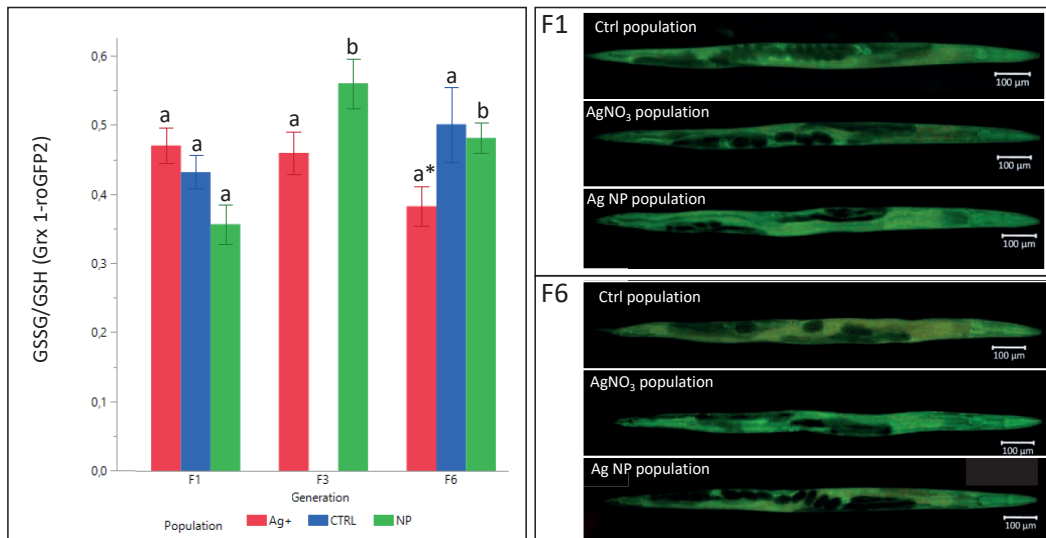 GSSG/GSH (Grx 1-roGFP2)
0,6
0,5
0,4
0,3
0,2
0,1
0,0
a
a
a
a
b
a*
a
b
F1
F3
F6
Generation
Population
Ag+
CTRL
NP
F1
Ctrl population
100 µm
AgNO₃ population
100 µm
Ag NP population
100 µm
F6
Ctrl population
100 µm
AgNO₃ population
100 µm
Ag NP population
100 µm